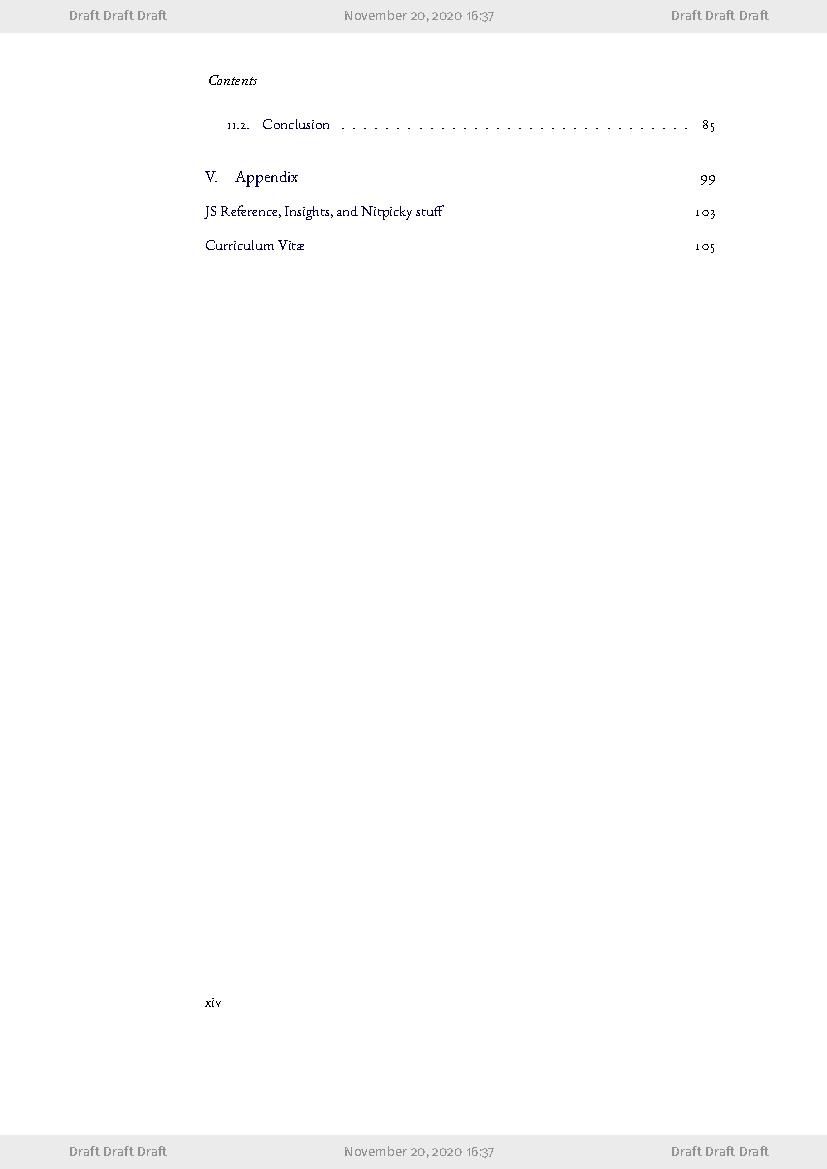 Draft Draft Draft November 20, 2020 16:37 Draft Draft Draft
Contents
11.2. Conclusion . . . . . . . . . . . . . . . . . . . . . . . . . . . . . . . . 85
V. Appendix 99
JS Reference, Insights, and Nitpicky stuff 103
Curriculum Vitæ 105
xiv
Draft Draft Draft November 20, 2020 16:37 Draft Draft Draft